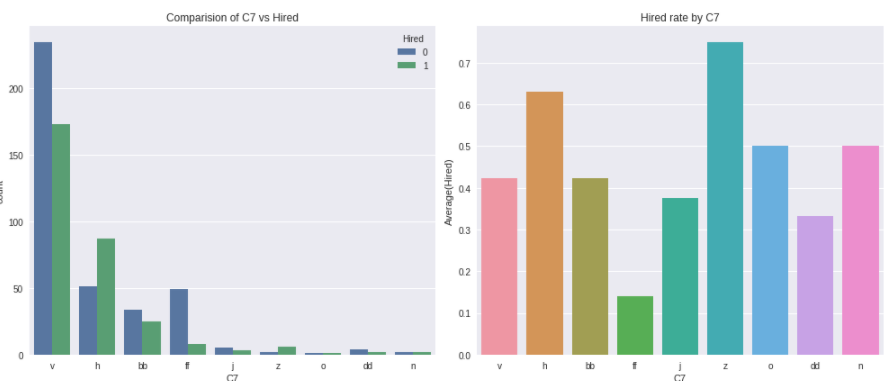 Comparision of C7 vs Hired
Hired
0
1
200
150
100
50
0
count
v h bb ff j z o dd n
C7
Hired rate by C7
0.7
0.6
0.5
0.4
0.3
0.2
0.1
0.0
Average(Hired)
v h bb ff j z o dd n
C7